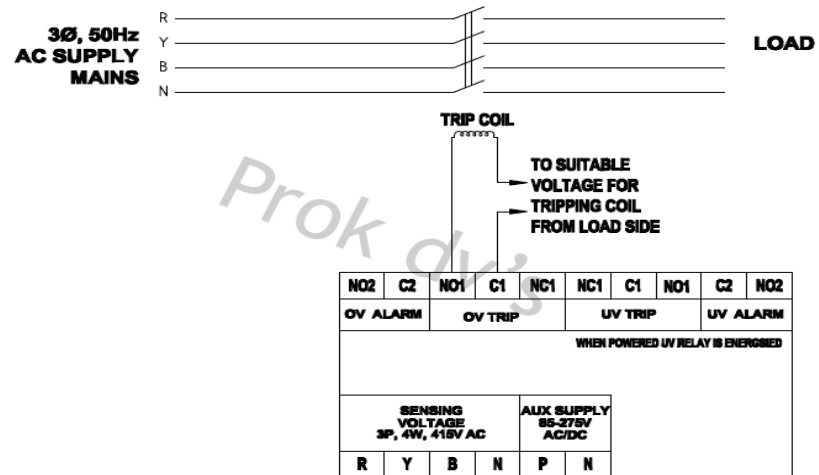 R
3Ø, 50Hz
AC SUPPLY
MAINS
Y
B
N
LOAD
TRIP COIL
TO SUITABLE
VOLTAGE FOR
TRIPPING COIL
FROM LOAD SIDE
Prok dv's
NO2 C2 NO1 C1 NC1 NC1 C1 NO1 C2 NO2
OV ALARM OV TRIP UV TRIP UV ALARM
WHEN POWERED UV RELAY IS ENERGSIED
SENSING
VOLTAGE
3P, 4W, 415V AC
AUX SUPPLY
85-275V
AC/DC
R Y B N P N